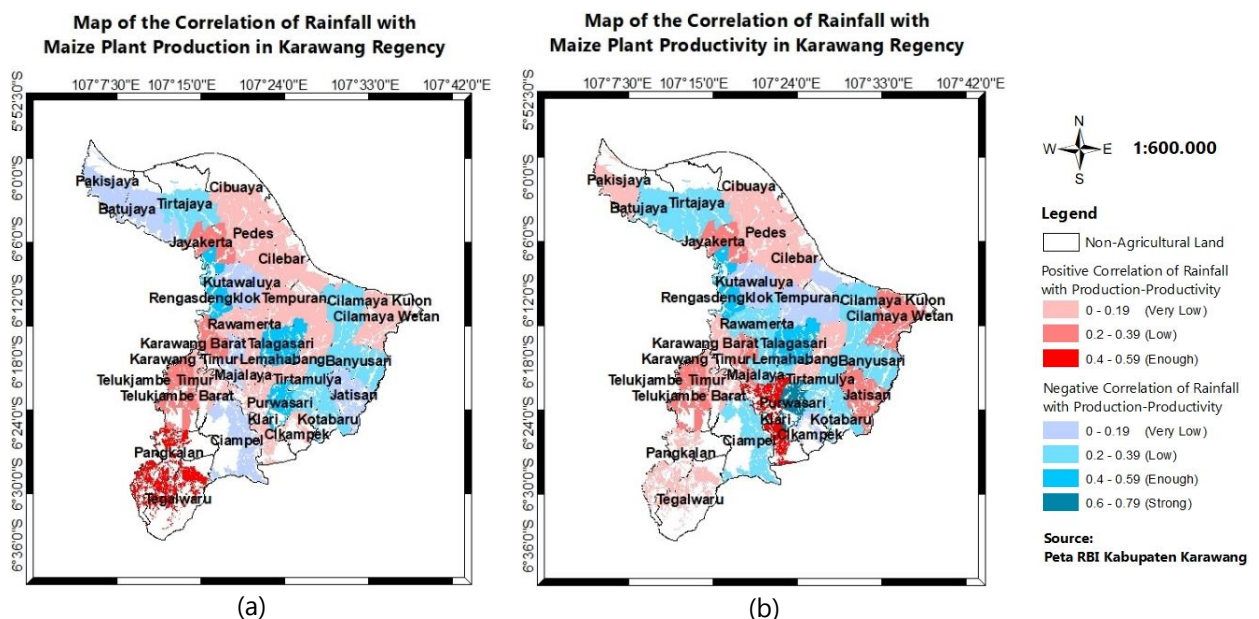 Map of the Correlation of Rainfall with
Maize Plant Production in Karawang Regency
107°7'30"E 107°15'0"E 107°24'0"E 107°33'0"E 107°42'0"E
5°52'30"S
6°0'0"S
6°6'0"S
6°12'0"S
6°18'0"S
6°24'0"S
6°30'0"S
6°36'0"S
Pakisjaya
Cibuaya
Batujaya
Tirtajaya
Pedes
Jayakerta
Cilebar
Kutawaluya
Rengasdengklok
Tempuran
Cilamaya Kulon
Cilamaya Wetan
Rawamerta
Karawang Barat
Talagasari
Karawang Timur
Lemahabang
Banyusari
Majalaya
Telukjambe Timur
Tirtamulya
Telukjambe Barat
Jatisari
Purwasari
Klari
Kotabaru
Ciampel
Cikampek
Pangkalan
Tegalwaru
(a)
Map of the Correlation of Rainfall with
Maize Plant Productivity in Karawang Regency
107°7'30"E 107°15'0"E 107°24'0"E 107°33'0"E 107°42'0"E
5°52'30"S
6°0'0"S
6°6'0"S
6°12'0"S
6°18'0"S
6°24'0"S
6°30'0"S
6°36'0"S
Pakisjaya
Cibuaya
Batujaya
Tirtajaya
Pedes
Jayakerta
Cilebar
Kutawaluya
Rengasdengklok
Tempuran
Cilamaya Kulon
Cilamaya Wetan
Rawamerta
Karawang Barat
Talagasari
Karawang Timur
Lemahabang
Banyusari
Majalaya
Telukjambe Timur
Tirtamulya
Telukjambe Barat
Jatisari
Purwasari
Klari
Kotabaru
Ciampel
Cikampek
Pangkalan
Tegalwaru
(b)
N
W E
S
1:600.000
Legend
Non-Agricultural Land
Positive Correlation of Rainfall
with Production-Productivity
0 - 0.19 (Very Low)
0.2 - 0.39 (Low)
0.4 - 0.59 (Enough)
Negative Correlation of Rainfall
with Production-Productivity
0 - 0.19 (Very Low)
0.2 - 0.39 (Low)
0.4 - 0.59 (Enough)
0.6 - 0.79 (Strong)
Source:
Peta RBI Kabupaten Karawang